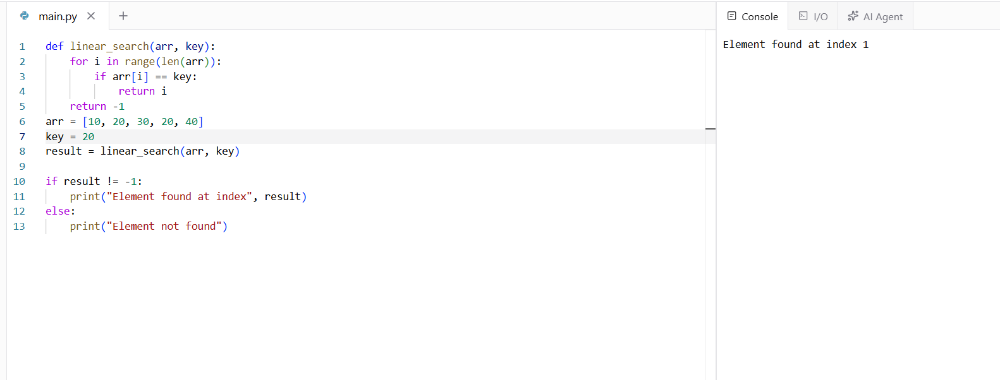 main.py
Console
I/O
AI Agent
1 def linear_search(arr, key):
2     for i in range(len(arr)):
3         if arr[i] == key:
4             return i
5     return -1
6 arr = [10, 20, 30, 20, 40]
7 key = 20
8 result = linear_search(arr, key)
9
10 if result != -1:
11     print("Element found at index", result)
12 else:
13     print("Element not found")
Element found at index 1